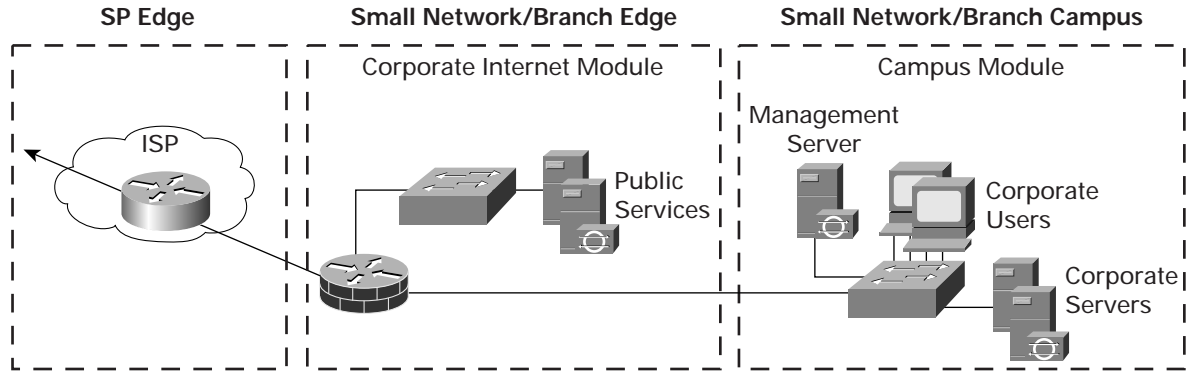 SP Edge
Small Network/Branch Edge
Small Network/Branch Campus
Corporate Internet Module
Campus Module
ISP
Public
Services
Management
Server
Corporate
Users
Corporate
Servers